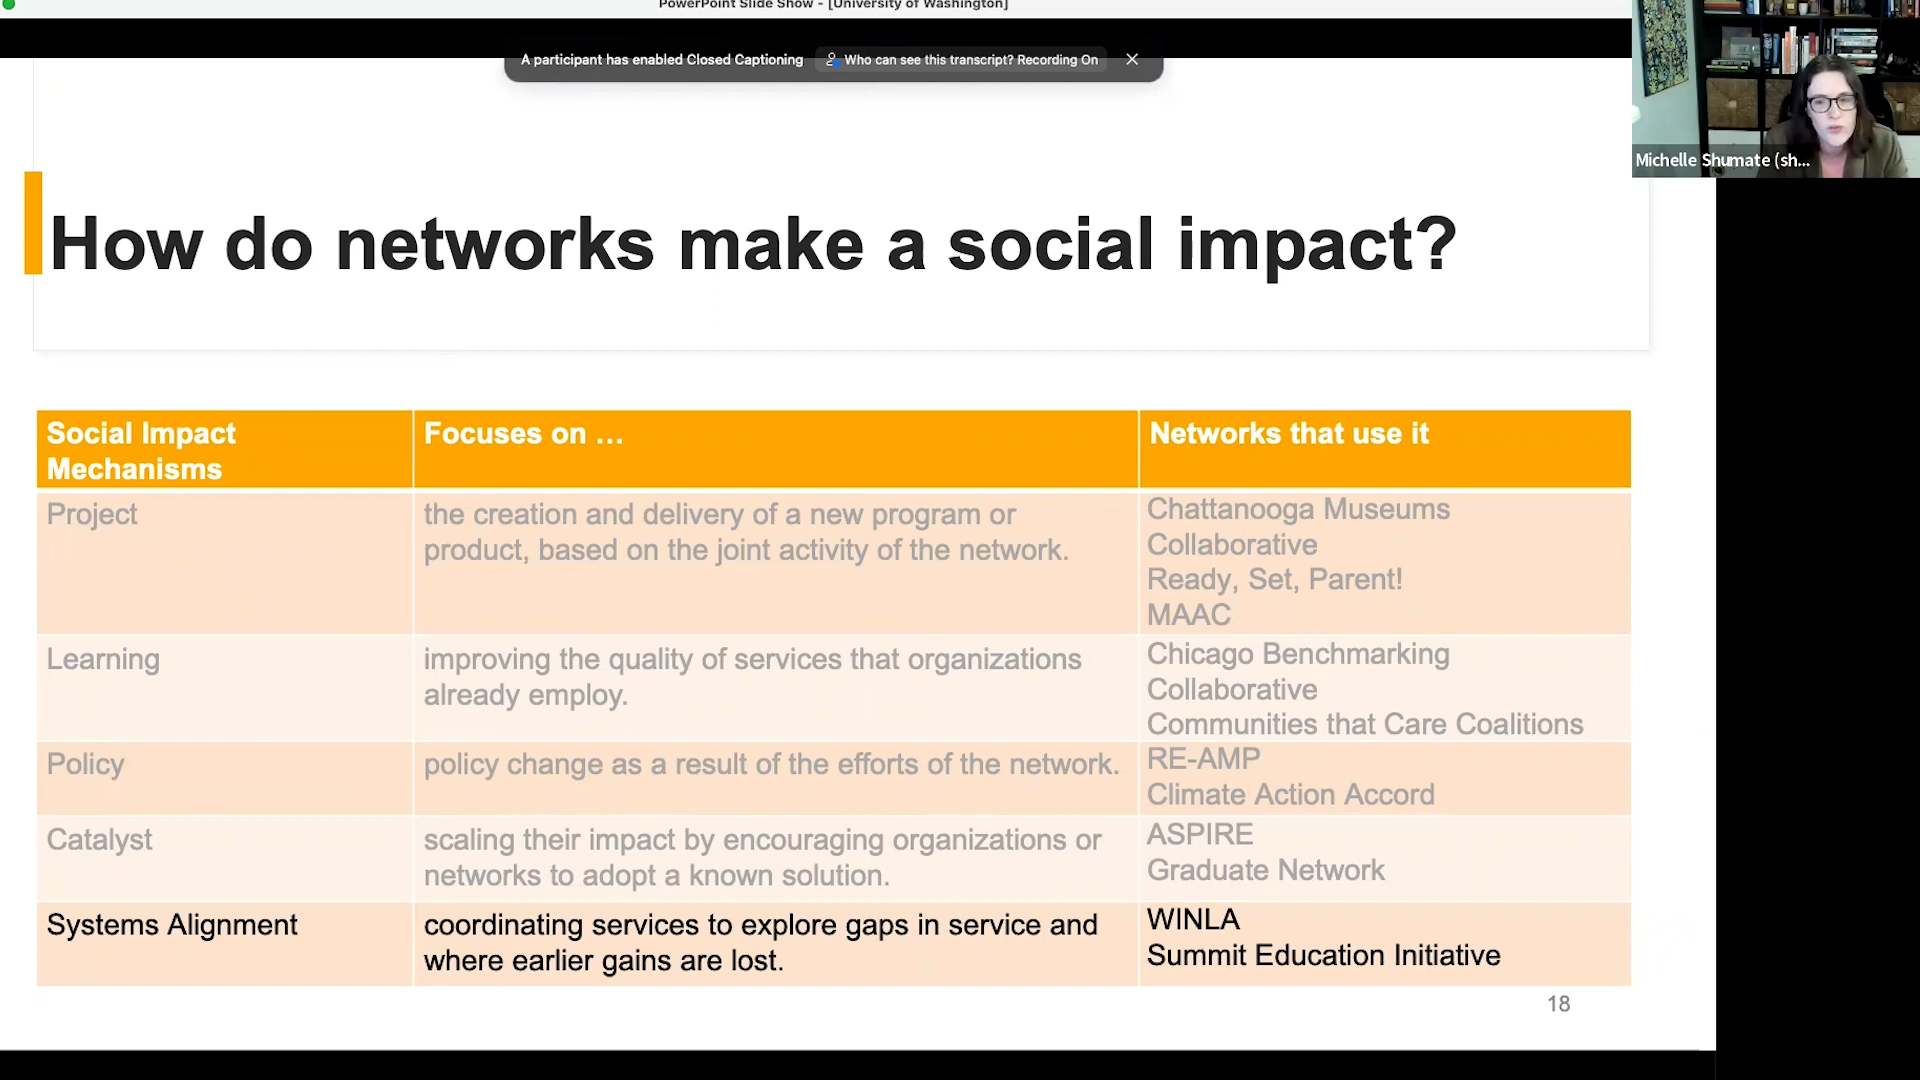 PowerPoint Slide Show - [University of Washington]
A participant has enabled Closed Captioning
Who can see this transcript? Recording On
Michelle Shumate (sh...
How do networks make a social impact?
Social Impact
Mechanisms
Focuses on …
Networks that use it
Project
the creation and delivery of a new program or
product, based on the joint activity of the network.
Chattanooga Museums
Collaborative
Ready, Set, Parent!
MAAC
Learning
improving the quality of services that organizations
already employ.
Chicago Benchmarking
Collaborative
Communities that Care Coalitions
Policy
policy change as a result of the efforts of the network.
RE-AMP
Climate Action Accord
Catalyst
scaling their impact by encouraging organizations or
networks to adopt a known solution.
ASPIRE
Graduate Network
Systems Alignment
coordinating services to explore gaps in service and
where earlier gains are lost.
WINLA
Summit Education Initiative
18